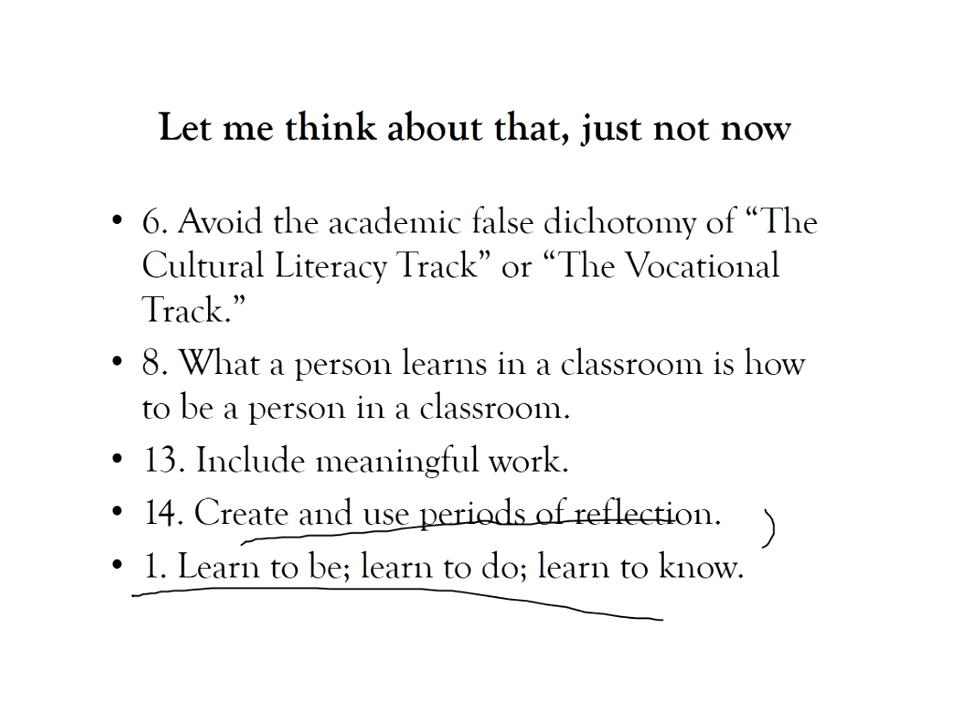 Let me think about that, just not now
• 6. Avoid the academic false dichotomy of “The
Cultural Literacy Track” or “The Vocational
Track.”
• 8. What a person learns in a classroom is how
to be a person in a classroom.
• 13. Include meaningful work.
• 14. Create and use periods of reflection.
• 1. Learn to be; learn to do; learn to know.